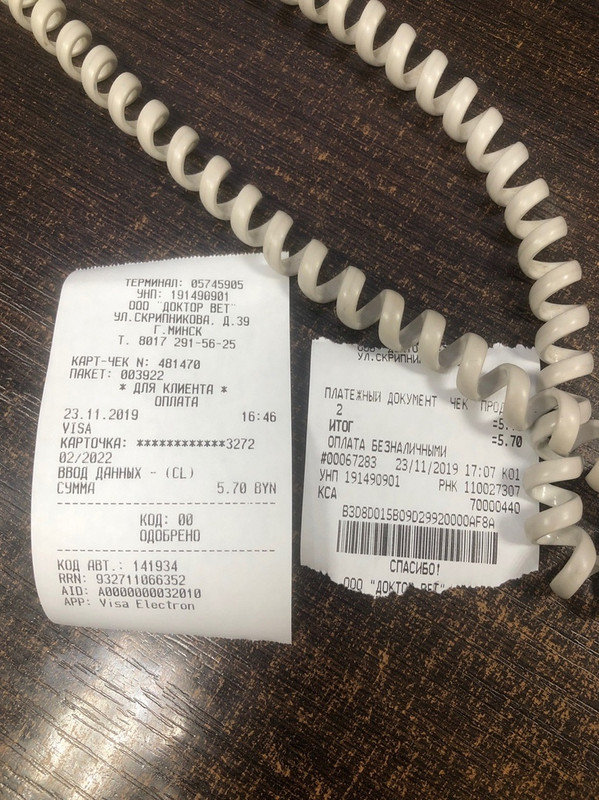 ТЕРМИНАЛ: 05745905
УНП: 191490901
ООО "ДОКТОР ВЕТ"
УЛ.СКРИПНИКОВА, Д.39
Г.МИНСК
Т. 8017 291-56-25
КАРТ-ЧЕК N: 481470
ПАКЕТ: 003922
* ДЛЯ КЛИЕНТА *
ОПЛАТА
23.11.2019 16:46
VISA
КАРТОЧКА: ************3272
02/2022
ВВОД ДАННЫХ - (CL)
СУММА 5.70 BYN
КОД: 00
ОДОБРЕНО
КОД АВТ.: 141934
RRN: 932711066352
AID: A0000000032010
APP: Visa Electron
УЛ.СКРИПНИ
ПЛАТЕЖНЫЙ ДОКУМЕНТ ЧЕК ПРОД
2 =5.
ИТОГ =5.70
ОПЛАТА БЕЗНАЛИЧНЫМИ
#00067283 23/11/2019 17:07 К01
УНП 191490901 РНК 110027307
КСА 70000440
B3D8D015B09D29920000AF8A
СПАСИБО!
ООО "ДОКТОР ВЕТ"